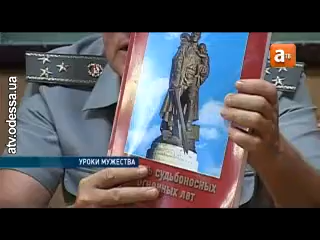 a
atv.odessa.ua
УРОКИ МУЖЕСТВА
судьбоносных
лет